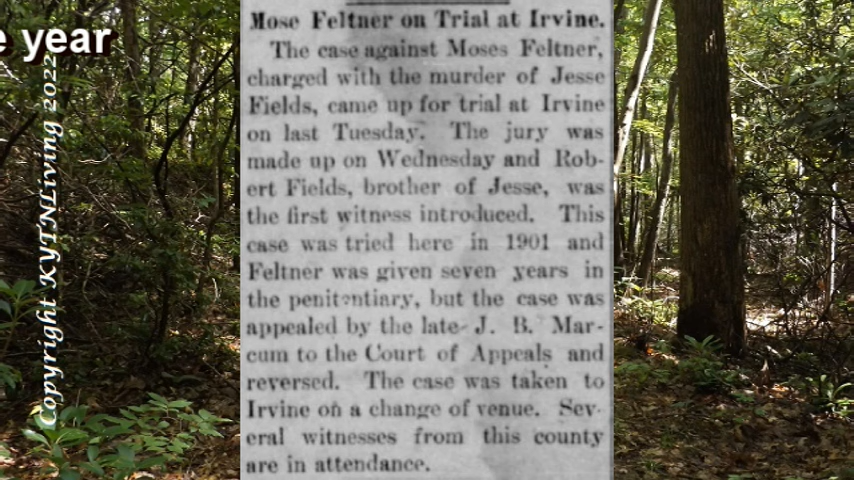 e year
Copyright KYTNLiving 2022
Mose Feltner on Trial at Irvine.
The case against Moses Feltner,
charged with the murder of Jesse
Fields, came up for trial at Irvine
on last Tuesday. The jury was
made up on Wednesday and Rob-
ert Fields, brother of Jesse, was
the first witness introduced. This
case was tried here in 1901 and
Feltner was given seven years in
the penitentiary, but the case was
appealed by the late J. B. Mar-
cum to the Court of Appeals and
reversed. The case was taken to
Irvine on a change of venue. Sev-
eral witnesses from this county
are in attendance.